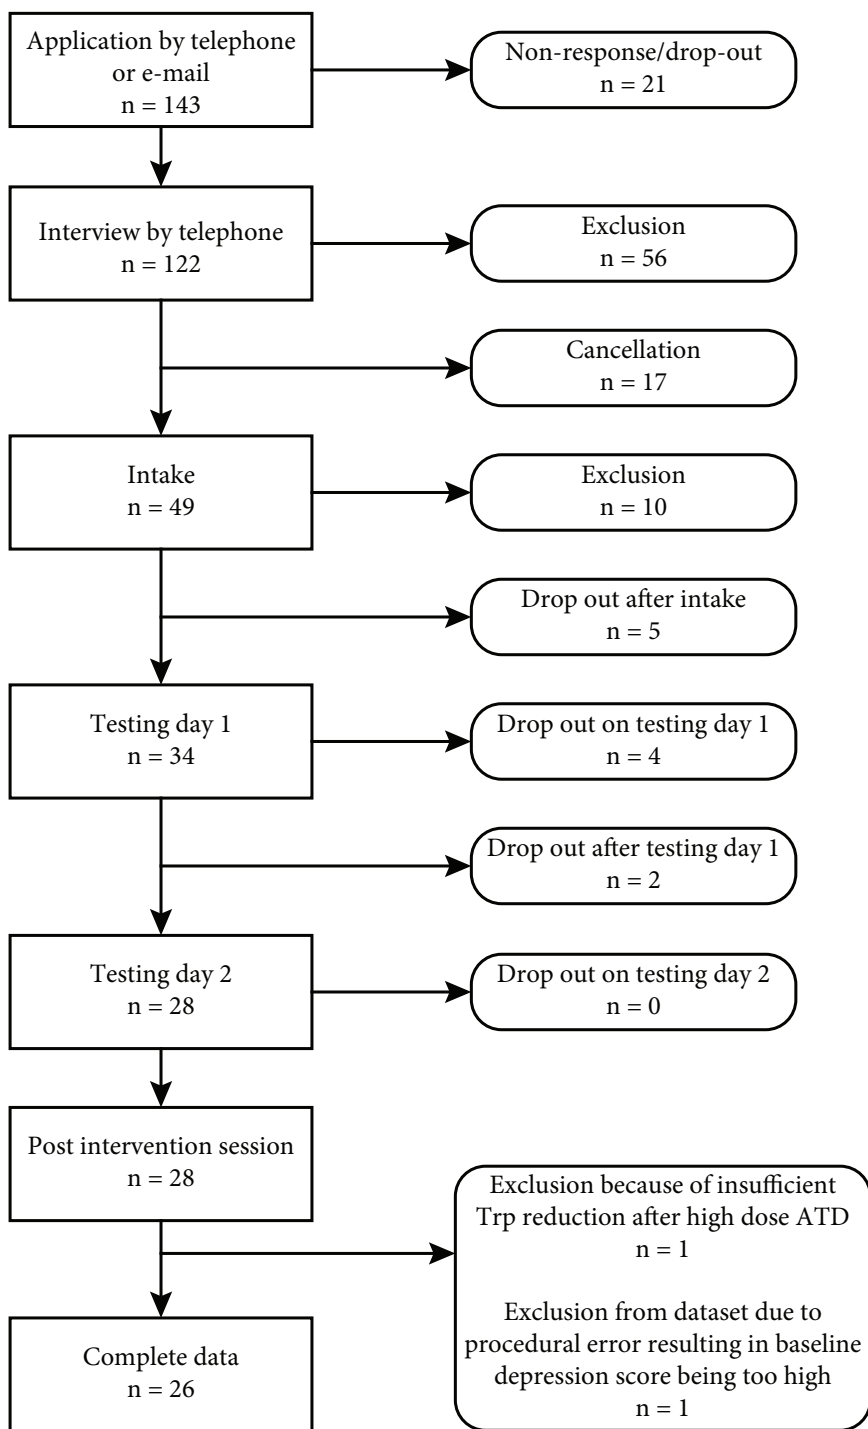 Application by telephone
or e-mail
n = 143
Non-response/drop-out
n = 21
Interview by telephone
n = 122
Exclusion
n = 56
Cancellation
n = 17
Intake
n = 49
Exclusion
n = 10
Drop out after intake
n = 5
Testing day 1
n = 34
Drop out on testing day 1
n = 4
Drop out after testing day 1
n = 2
Testing day 2
n = 28
Drop out on testing day 2
n = 0
Post intervention session
n = 28
Exclusion because of insufficient
Trp reduction after high dose ATD
n = 1
Exclusion from dataset due to
procedural error resulting in baseline
depression score being too high
n = 1
Complete data
n = 26